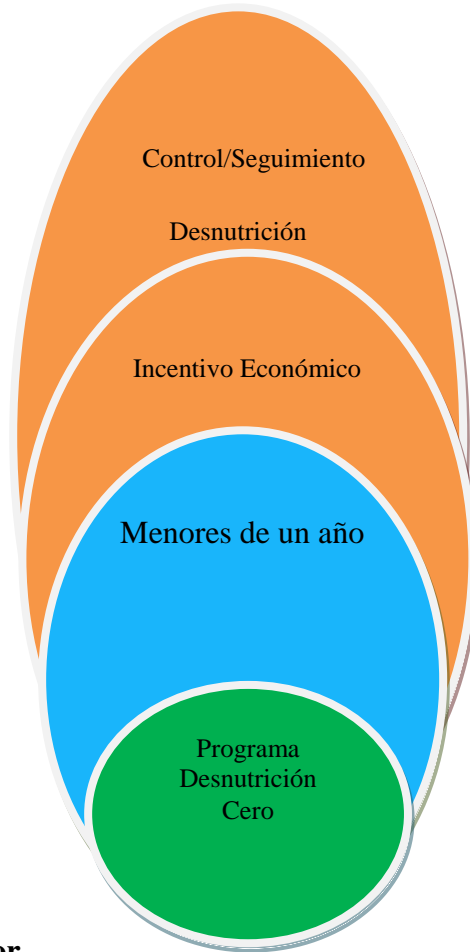 Control/Seguimiento
Desnutrición
Incentivo Económico
Menores de un año
Programa
Desnutrición
Cero